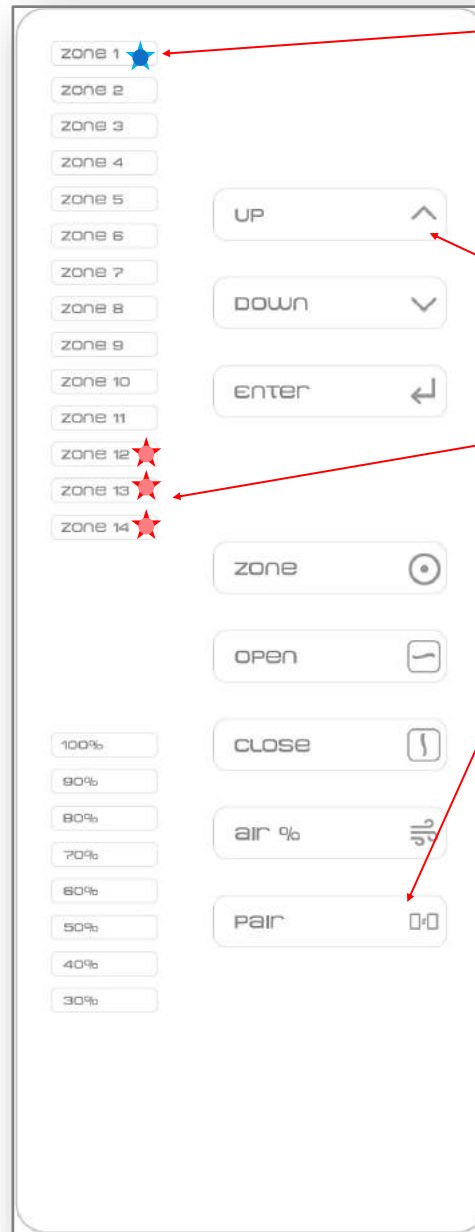 zone 1
zone 2
zone 3
zone 4
zone 5
zone 6
zone 7
zone 8
zone 9
zone 10
zone 11
zone 12
zone 13
zone 14
UP
DOWN
ENTER
zone
OPEN
CLOSE
air %
Pair
100%
90%
80%
70%
60%
50%
40%
30%